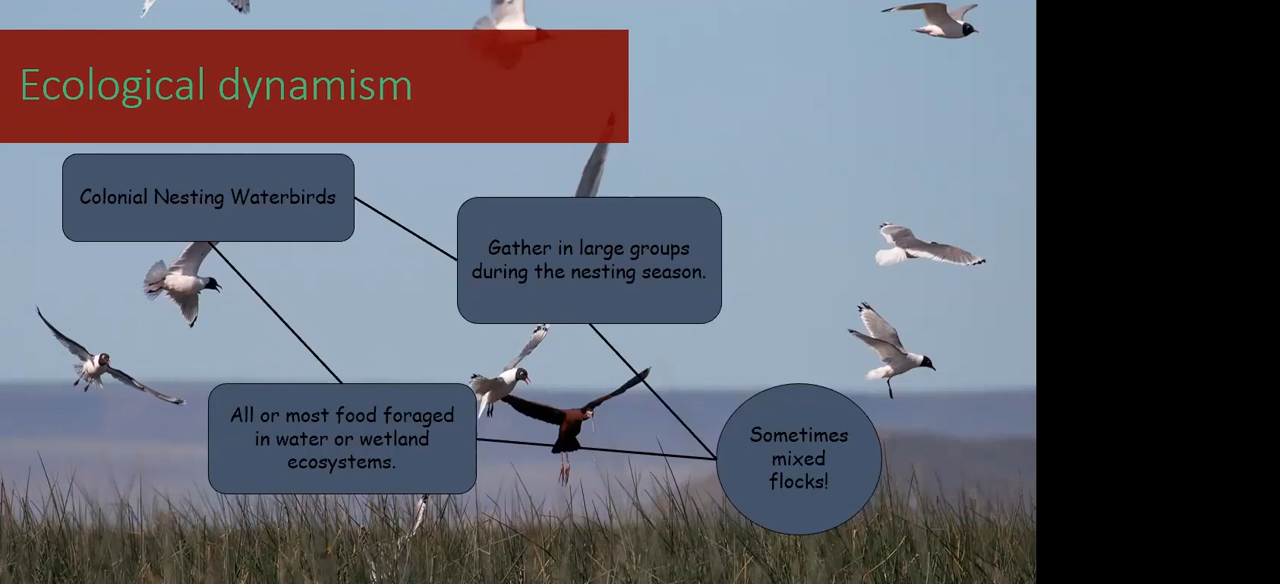 Ecological dynamism
Colonial Nesting Waterbirds
Gather in large groups
during the nesting season.
All or most food foraged
in water or wetland
ecosystems.
Sometimes
mixed
flocks!